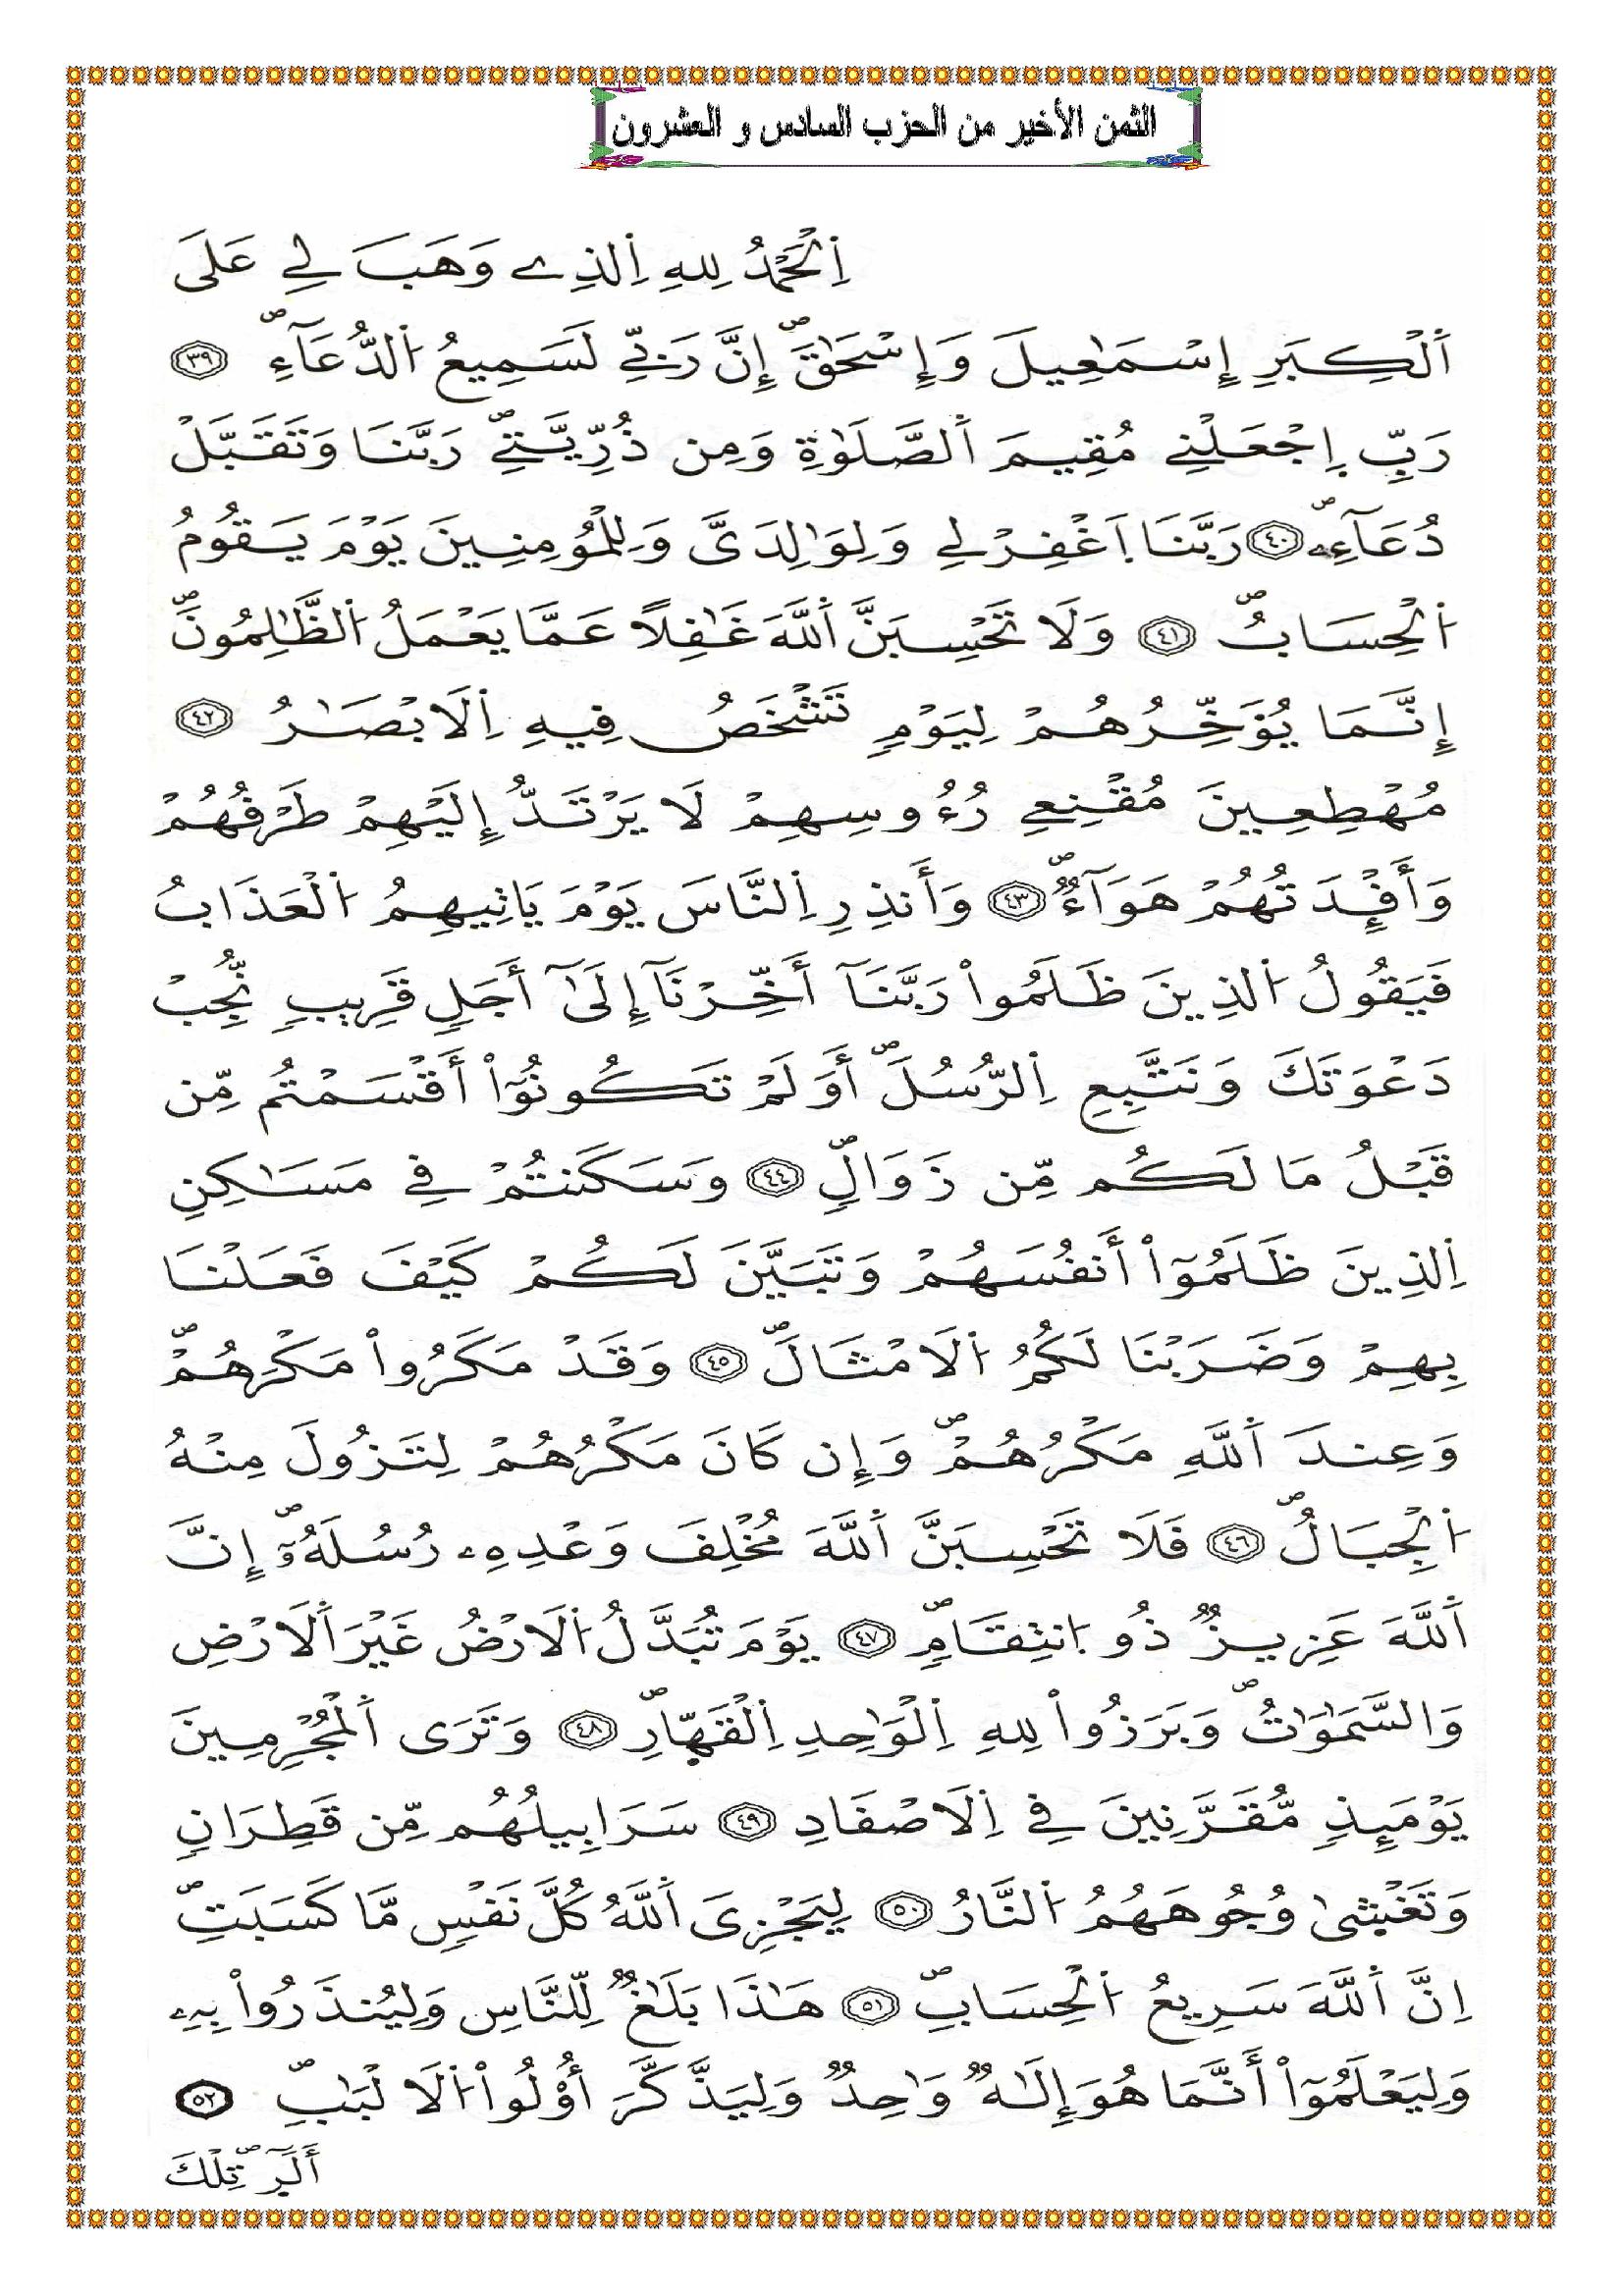 الثمن الأخير من الحزب السادس و العشرون
اِ۬لْحَمْدُ لِلهِ اِ۬لذِے وَهَبَ لِے عَلَى
اَ۬لْكِبَرِ إِسْمَٰعِيلَ وَإِسْحَٰقَۖ إِنَّ رَبِّے لَسَمِيعُ اُ۬لدُّعَآءِۖ ٣٩
رَبِّ اِ۪جْعَلْنِے مُقِيمَ اَ۬لصَّلَوٰةِ وَمِن ذُرِّيَّتِےۖ رَبَّنَا وَتَقَبَّلْ
دُعَآءِۦۖ ٤٠ رَبَّنَا اَ۪غْفِرْ لِے وَلِوَٰلِدَيَّ وَلِلْمُومِنِينَ يَوْمَ يَقُومُ
اُ۬لْحِسَابُۖ ٤١ وَلَا تَحْسِبَنَّ اَ۬للَّهَ غَٰفِلًا عَمَّا يَعْمَلُ اُ۬لظَّٰلِمُونَۖ
إِنَّمَا يُؤَخِّرُهُمْ لِيَوْمٍ تَشْخَصُ فِيهِ اِ۬لَابْصَٰرُ ٤٢
مُهْطِعِينَ مُقْنِعِے رُءُوسِهِمْ لَا يَرْتَدُّ إِلَيْهِمْ طَرْفُهُمْ
وَأَفْـِٕدَتُهُمْ هَوَآءٌۖ ٤٣ وَأَنذِرِ اِ۬لنَّاسَ يَوْمَ يَاتِيهِمُ اُ۬لْعَذَابُ
فَيَقُولُ اُ۬لذِينَ ظَلَمُواْ رَبَّنَآ أَخِّرْنَآ إِلَىٰٓ أَجَلٍ قَرِيبٍ نُّجِبْ
دَعْوَتَكَ وَنَتَّبِعِ اِ۬لرُّسُلَۖ أَوَلَمْ تَكُونُوٓاْ أَقْسَمْتُم مِّن
قَبْلُ مَا لَكُم مِّن زَوَالٍۖ ٤٤ وَسَكَنتُمْ فِے مَسَٰكِنِ
اِ۬لذِينَ ظَلَمُوٓاْ أَنفُسَهُمْ وَتَبَيَّنَ لَكُمْ كَيْفَ فَعَلْنَا
بِهِمْ وَضَرَبْنَا لَكُمُ اُ۬لَامْثَالَۖ ٤٥ وَقَدْ مَكَرُواْ مَكْرَهُمْۖ
وَعِندَ اَ۬للَّهِ مَكْرُهُمْۖ وَإِن كَانَ مَكْرُهُمْ لِتَزُولَ مِنْهُ
اُ۬لْجِبَالُۖ ٤٦ فَلَا تَحْسِبَنَّ اَ۬للَّهَ مُخْلِفَ وَعْدِهِۦ رُسُلَهُۥٓۖ إِنَّ
اَ۬للَّهَ عَزِيزٌ ذُو اُ۪نتِقَامٍۖ ٤٧ يَوْمَ تُبَدَّلُ اُ۬لَارْضُ غَيْرَ اَ۬لَارْضِ
وَالسَّمَٰوَٰتُۖ وَبَرَزُواْ لِلهِ اِ۬لْوَٰحِدِ اِ۬لْقَهّ۪ارِۖ ٤٨ وَتَرَى اَ۬لْمُجْرِمِينَ
يَوْمَئِذٍ مُّقَرَّنِينَ فِے اِ۬لَاصْفَادِ ٤٩ سَرَابِيلُهُم مِّن قَطِرَانٍ
وَتَغْش۪ىٰ وُجُوهَهُمُ اُ۬لنَّارُ ٥٠ لِيَجْزِيَ اَ۬للَّهُ كُلَّ نَفْسٍ مَّا كَسَبَتِۖ
اِنَّ اَ۬للَّهَ سَرِيعُ اُ۬لْحِسَابِۖ ٥١ هَٰذَا بَلَٰغٌ لِّلنَّاسِ وَلِيُنذَرُواْ بِهِۦ
وَلِيَعْلَمُوٓاْ أَنَّمَا هُوَ إِلَٰهٌ وَٰحِدٌ وَلِيَذَّكَّرَ أُوْلُواْ اُ۬لَالْبَٰبِۖ ٥٢
أَلَٓر۪ۖ تِلْكَ